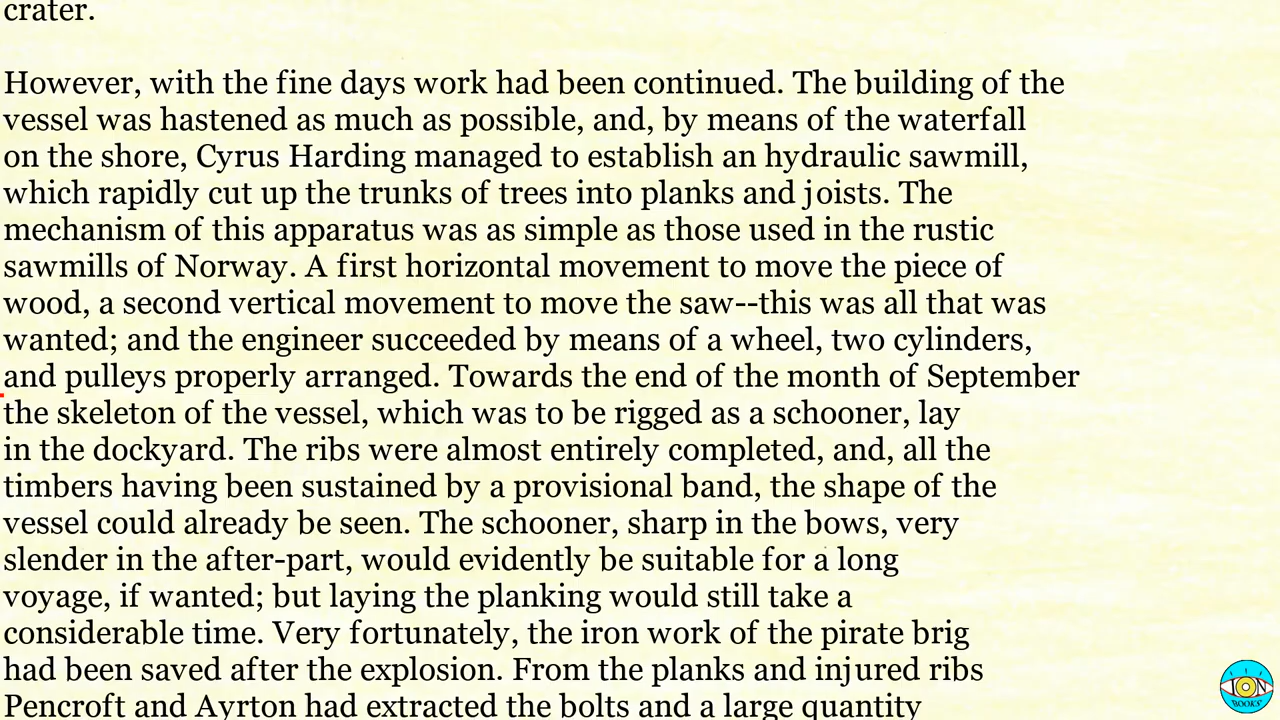 crater.
However, with the fine days work had been continued. The building of the
vessel was hastened as much as possible, and, by means of the waterfall
on the shore, Cyrus Harding managed to establish an hydraulic sawmill,
which rapidly cut up the trunks of trees into planks and joists. The
mechanism of this apparatus was as simple as those used in the rustic
sawmills of Norway. A first horizontal movement to move the piece of
wood, a second vertical movement to move the saw--this was all that was
wanted; and the engineer succeeded by means of a wheel, two cylinders,
and pulleys properly arranged. Towards the end of the month of September
the skeleton of the vessel, which was to be rigged as a schooner, lay
in the dockyard. The ribs were almost entirely completed, and, all the
timbers having been sustained by a provisional band, the shape of the
vessel could already be seen. The schooner, sharp in the bows, very
slender in the after-part, would evidently be suitable for a long
voyage, if wanted; but laying the planking would still take a
considerable time. Very fortunately, the iron work of the pirate brig
had been saved after the explosion. From the planks and injured ribs
Pencroft and Ayrton had extracted the bolts and a large quantity
ION
BOOKS